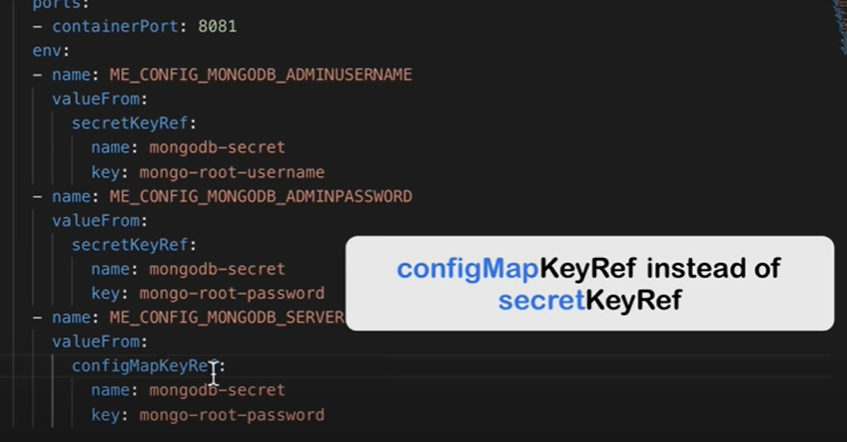 ports:
- containerPort: 8081
env:
- name: ME_CONFIG_MONGODB_ADMINUSERNAME
valueFrom:
secretKeyRef:
name: mongodb-secret
key: mongo-root-username
- name: ME_CONFIG_MONGODB_ADMINPASSWORD
valueFrom:
secretKeyRef:
name: mongodb-secret
key: mongo-root-password
- name: ME_CONFIG_MONGODB_SERVER
valueFrom:
configMapKeyRef:
name: mongodb-secret
key: mongo-root-password
configMapKeyRef instead of
secretKeyRef